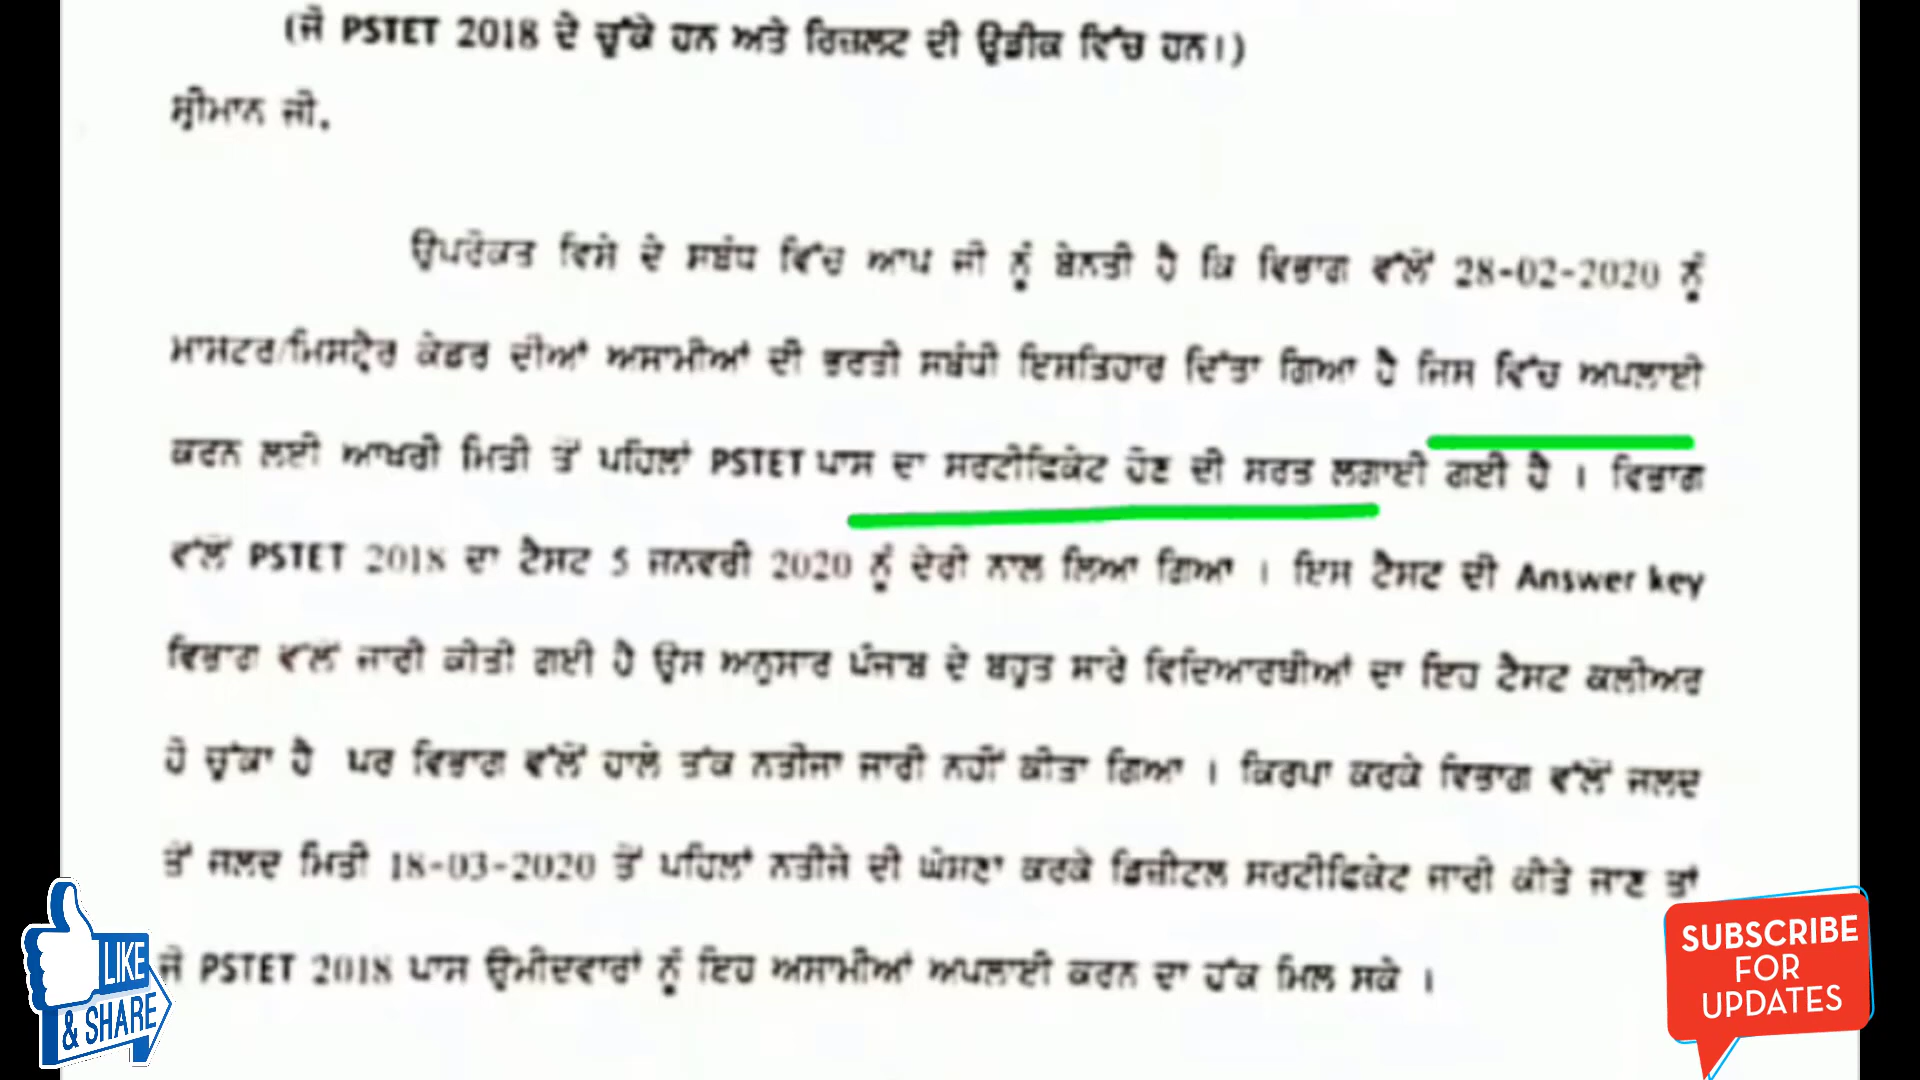 (ਜੋ PSTET 2018 ਦੇ ਚੁੱਕੇ ਹਨ ਅਤੇ ਰਿਜ਼ਲਟ ਦੀ ਉਡੀਕ ਵਿੱਚ ਹਨ।)
ਸ਼੍ਰੀਮਾਨ ਜੀ,
ਉਪਰੋਕਤ ਵਿਸੇ ਦੇ ਸਬੰਧ ਵਿੱਚ ਆਪ ਜੀ ਨੂੰ ਬੇਨਤੀ ਹੈ ਕਿ ਵਿਭਾਗ ਵੱਲੋਂ 28-02-2020 ਨੂੰ
ਮਾਸਟਰ/ਮਿਸਟ੍ਰੈਰ ਕੇਡਰ ਦੀਆਂ ਅਸਾਮੀਆਂ ਦੀ ਭਰਤੀ ਸਬੰਧੀ ਇਸਤਿਹਾਰ ਦਿੱਤਾ ਗਿਆ ਹੈ ਜਿਸ ਵਿੱਚ ਅਪਲਾਈ
ਕਰਨ ਲਈ ਆਖਰੀ ਮਿਤੀ ਤੋਂ ਪਹਿਲਾਂ PSTET ਪਾਸ ਦਾ ਸਰਟੀਫਿਕੇਟ ਹੋਣ ਦੀ ਸਰਤ ਲਗਾਈ ਗਈ ਹੈ । ਵਿਭਾਗ
ਵੱਲੋਂ PSTET 2018 ਦਾ ਟੈਸਟ 5 ਜਨਵਰੀ 2020 ਨੂੰ ਦੇਰੀ ਨਾਲ ਲਿਆ ਗਿਆ । ਇਸ ਟੈਸਟ ਦੀ Answer key
ਵਿਭਾਗ ਵੱਲੋਂ ਜਾਰੀ ਕੀਤੀ ਗਈ ਹੈ ਉਸ ਅਨੁਸਾਰ ਪੰਜਾਬ ਦੇ ਬਹੁਤ ਸਾਰੇ ਵਿਦਿਆਰਥੀਆਂ ਦਾ ਇਹ ਟੈਸਟ ਕਲੀਅਰ
ਹੋ ਚੁੱਕਾ ਹੈ ਪਰ ਵਿਭਾਗ ਵੱਲੋਂ ਹਾਲੇ ਤੱਕ ਨਤੀਜਾ ਜਾਰੀ ਨਹੀਂ ਕੀਤਾ ਗਿਆ । ਕਿਰਪਾ ਕਰਕੇ ਵਿਭਾਗ ਵੱਲੋਂ ਜਲਦ
ਤੋਂ ਜਲਦ ਮਿਤੀ 18-03-2020 ਤੋਂ ਪਹਿਲਾਂ ਨਤੀਜੇ ਦੀ ਘੋਸਣਾ ਕਰਕੇ ਡਿਜ਼ੀਟਲ ਸਰਟੀਫਿਕੇਟ ਜਾਰੀ ਕੀਤੇ ਜਾਣ ਤਾਂ
ਜੋ PSTET 2018 ਪਾਸ ਉਮੀਦਵਾਰਾਂ ਨੂੰ ਇਹ ਅਸਾਮੀਆਂ ਅਪਲਾਈ ਕਰਨ ਦਾ ਹੱਕ ਮਿਲ ਸਕੇ ।
LIKE
& SHARE
SUBSCRIBE
FOR
UPDATES